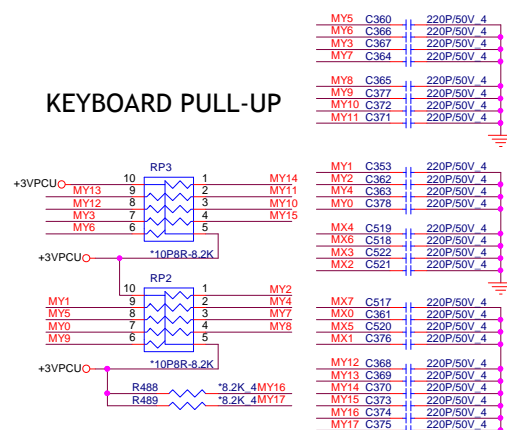 MY5 C360 220P/50V_4
MY6 C366 220P/50V_4
MY3 C367 220P/50V_4
MY7 C364 220P/50V_4
MY8 C365 220P/50V_4
MY9 C377 220P/50V_4
MY10 C372 220P/50V_4
MY11 C371 220P/50V_4
KEYBOARD PULL-UP
RP3
+3VPCU 10 1 MY14
MY13 9 2 MY11
MY12 8 3 MY10
MY3 7 4 MY15
MY6 6 5
*10P8R-8.2K
+3VPCU
RP2
10 1 MY2
MY1 9 2 MY4
MY5 8 3 MY7
MY0 7 4 MY8
MY9 6 5
*10P8R-8.2K
+3VPCU
R488 *8.2K_4 MY16
R489 *8.2K_4 MY17
MY1 C353 220P/50V_4
MY2 C362 220P/50V_4
MY4 C363 220P/50V_4
MY0 C378 220P/50V_4
MX4 C519 220P/50V_4
MX6 C518 220P/50V_4
MX3 C522 220P/50V_4
MX2 C521 220P/50V_4
MX7 C517 220P/50V_4
MX0 C361 220P/50V_4
MX5 C520 220P/50V_4
MX1 C376 220P/50V_4
MY12 C368 220P/50V_4
MY13 C369 220P/50V_4
MY14 C370 220P/50V_4
MY15 C373 220P/50V_4
MY16 C374 220P/50V_4
MY17 C375 220P/50V_4